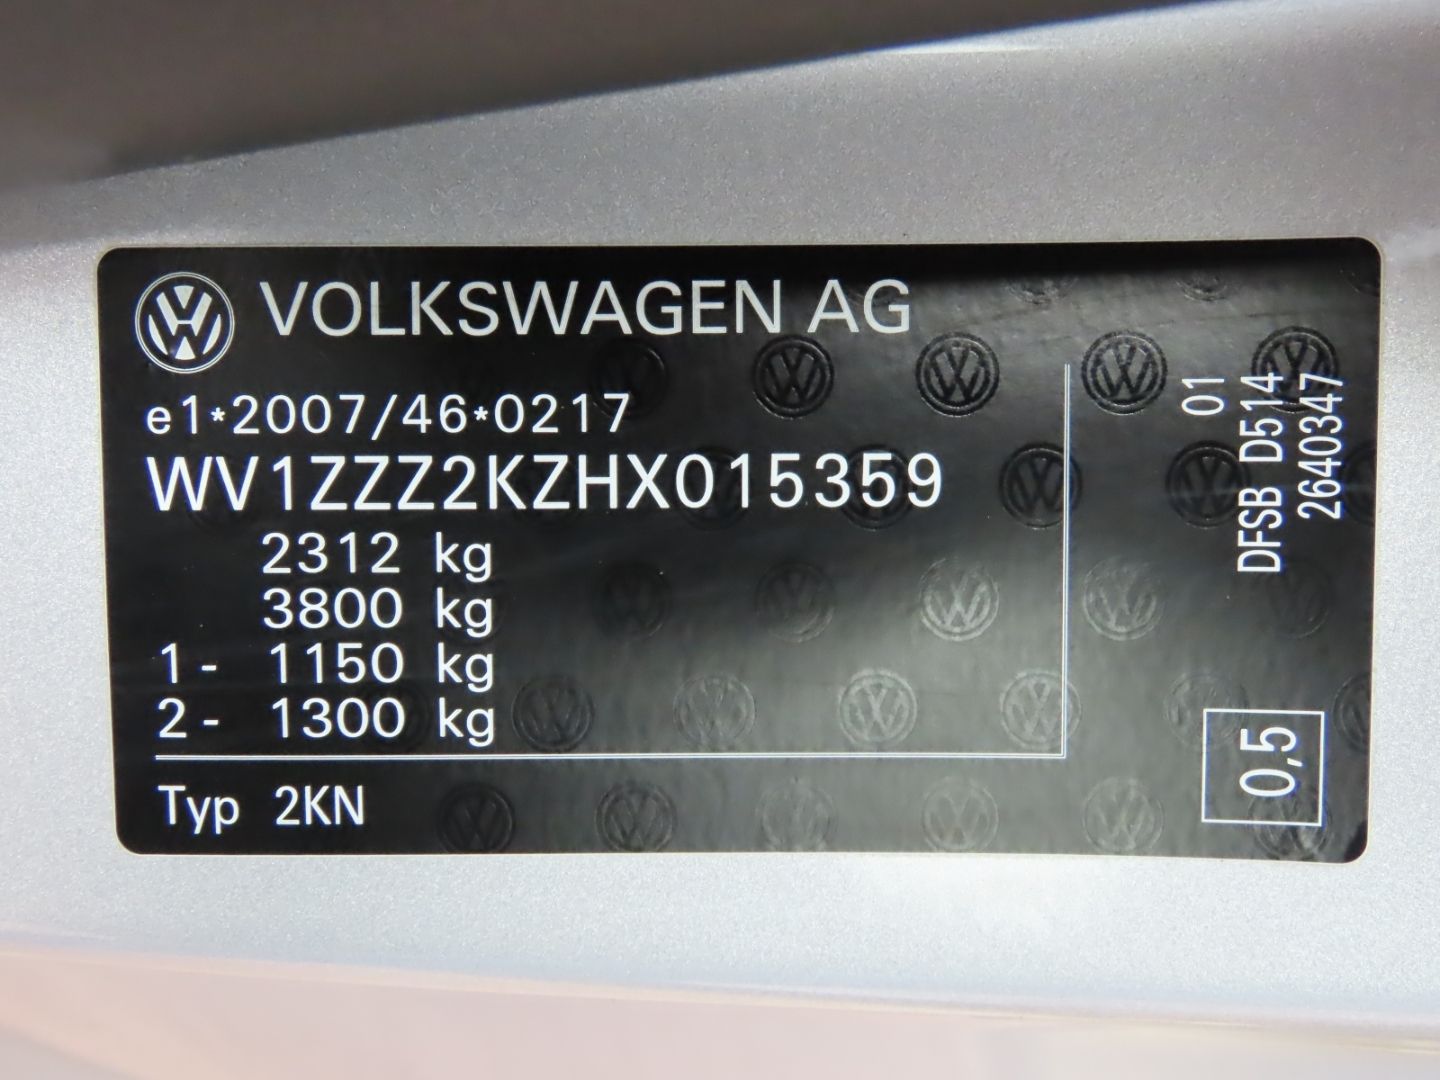 VOLKSWAGEN AG
e1*2007/46*0217
WV1ZZZ2KZHX015359
2312 kg
3800 kg
1- 1150 kg
2- 1300 kg
Typ 2KN
01
DFSB D514
2640347
0,5